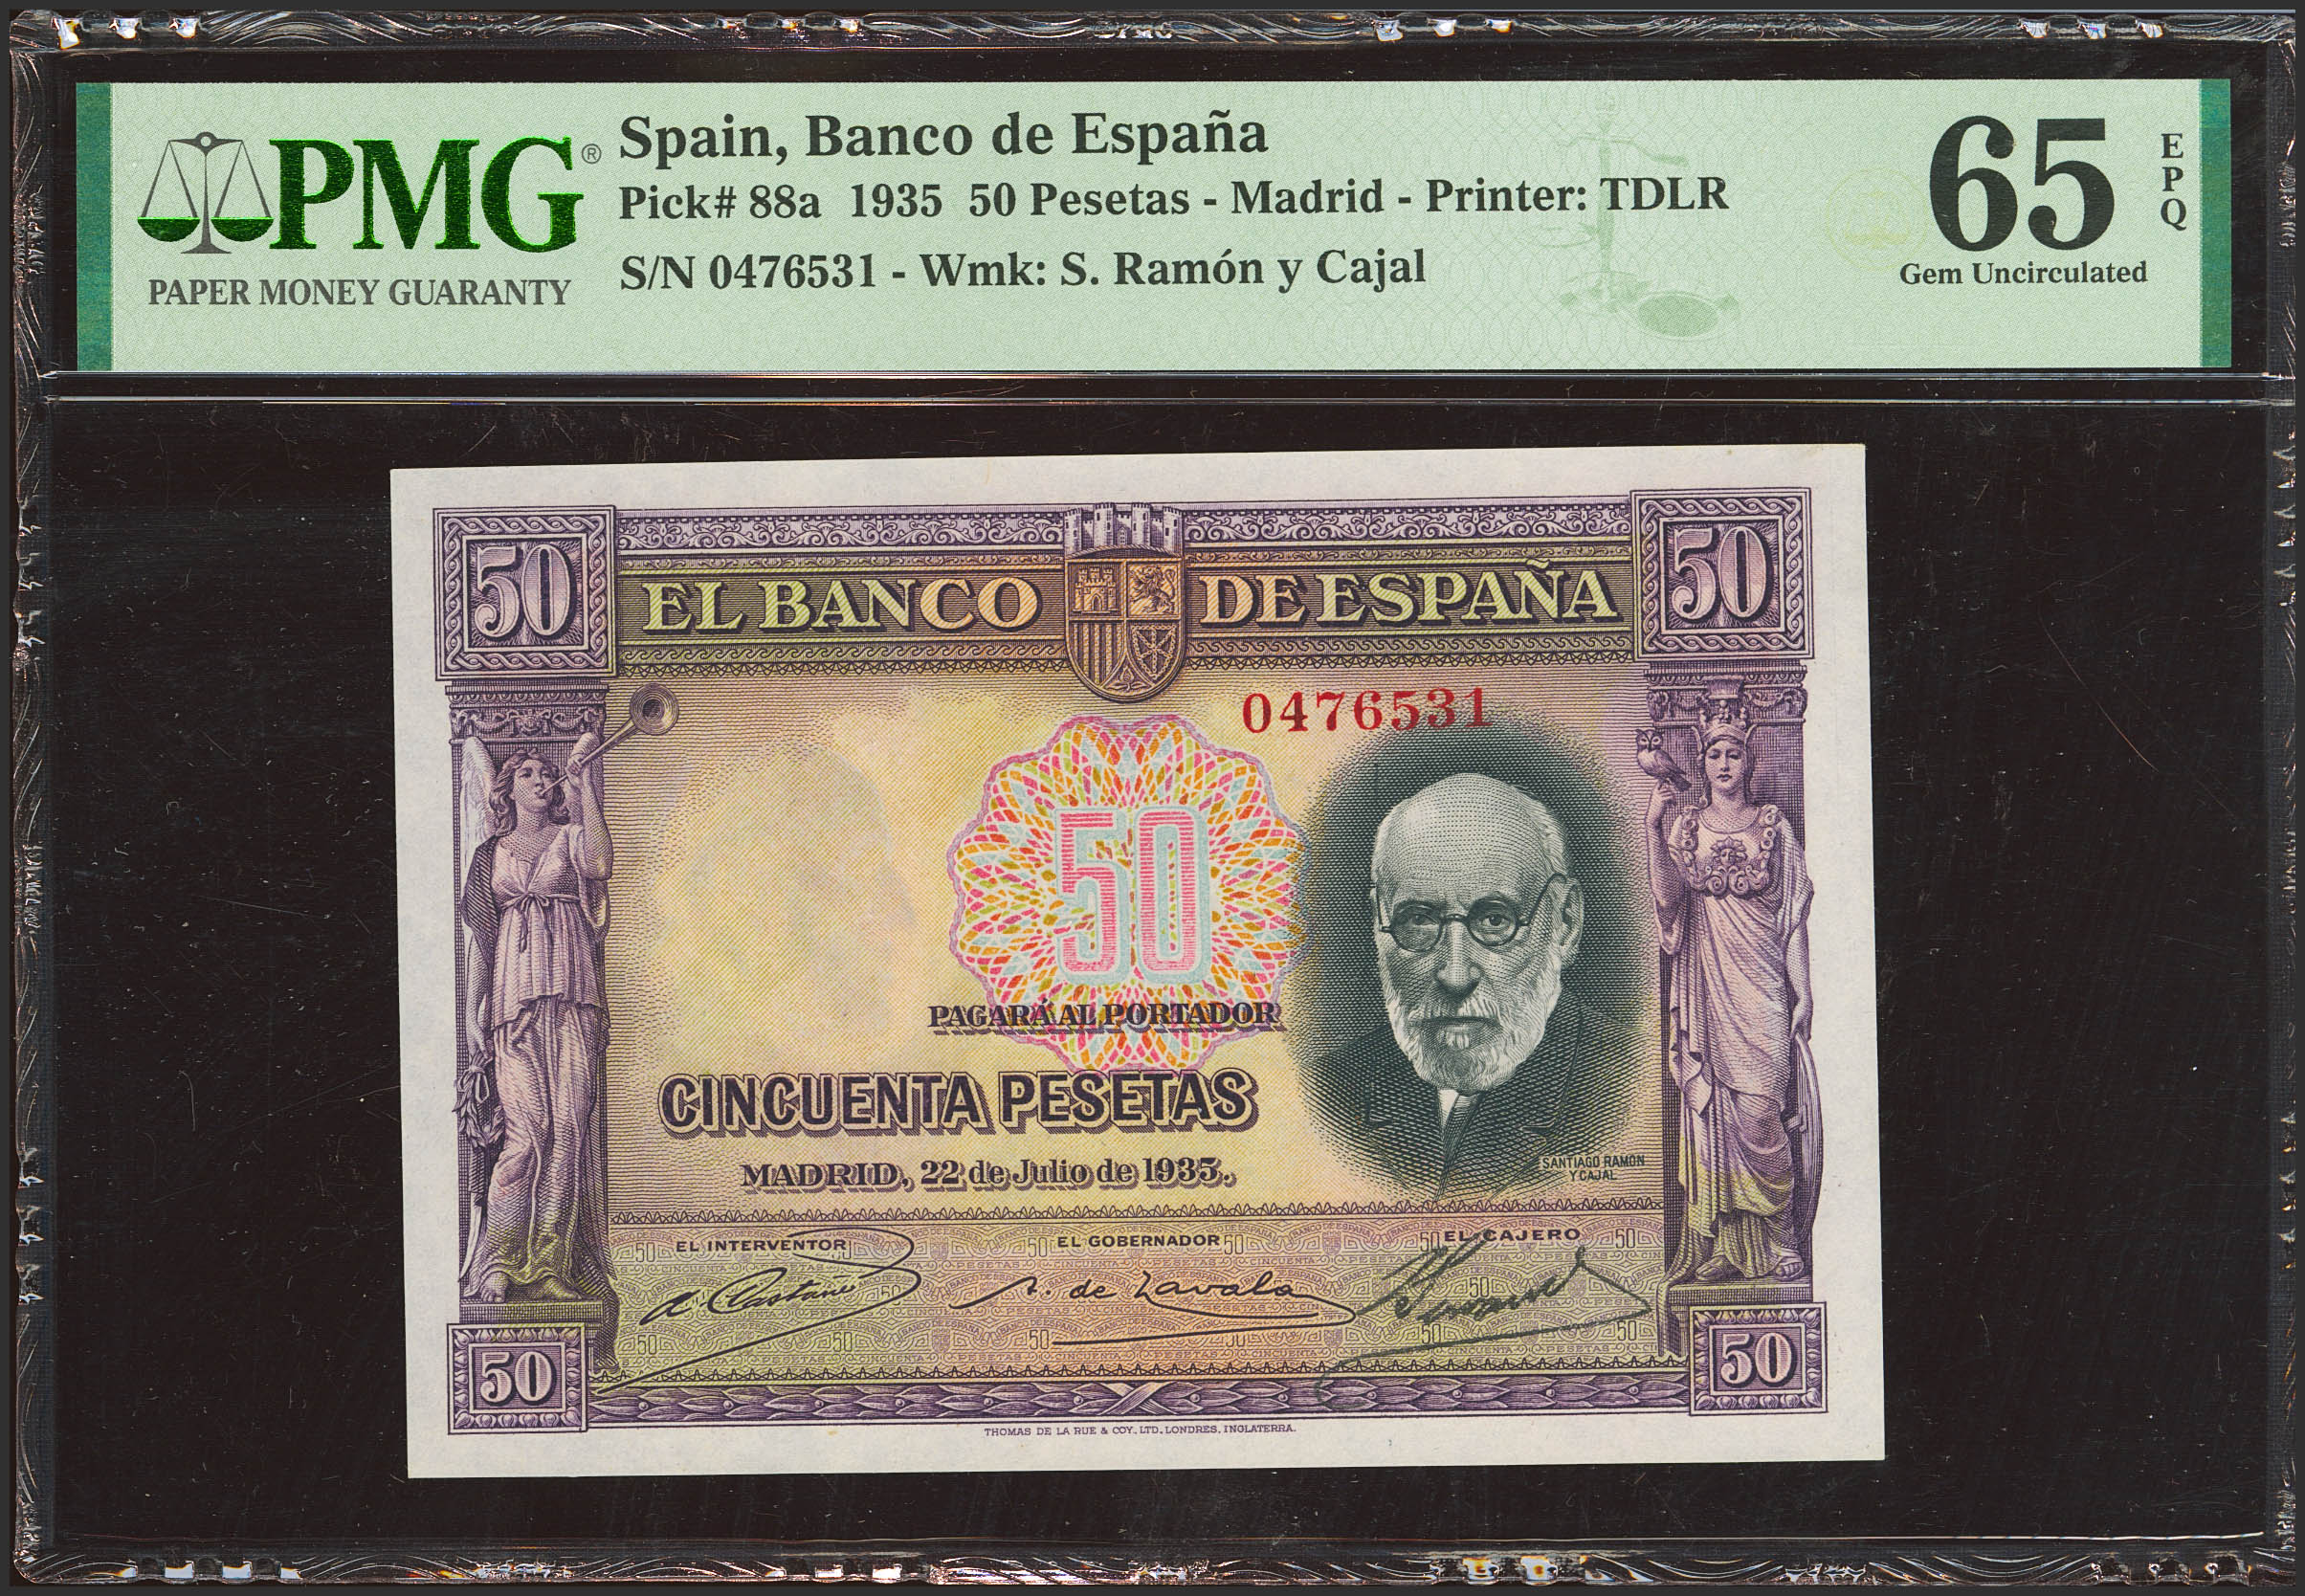 PMG®
PAPER MONEY GUARANTY
Spain, Banco de España
Pick# 88a 1935 50 Pesetas - Madrid - Printer: TDLR
S/N 0476531 - Wmk: S. Ramón y Cajal
65
EPQ
Gem Uncirculated
50
EL BANCO DE ESPAÑA
50
0476531
50
PAGARÁ AL PORTADOR
CINCUENTA PESETAS
MADRID, 22 de Julio de 1935.
SANTIAGO RAMON
Y CAJAL
EL INTERVENTOR
EL GOBERNADOR
EL CAJERO
A. de Zavala
50
50
THOMAS DE LA RUE & COY., LTD., LONDRES, INGLATERRA.